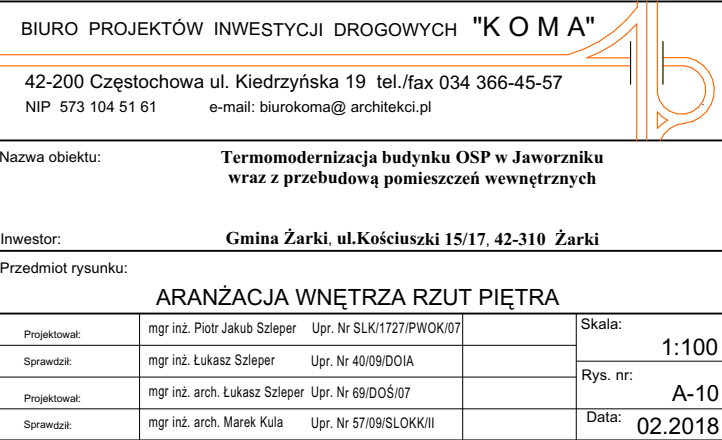 BIURO PROJEKTÓW INWESTYCJI DROGOWYCH "K O M A"
42-200 Częstochowa ul. Kiedrzyńska 19 tel./fax 034 366-45-57
NIP 573 104 51 61 e-mail: biurokoma@ architekci.pl
Nazwa obiektu: Termomodernizacja budynku OSP w Jaworzniku
wraz z przebudową pomieszczeń wewnętrznych
Inwestor: Gmina Żarki, ul.Kościuszki 15/17, 42-310 Żarki
Przedmiot rysunku:
ARANŻACJA WNĘTRZA RZUT PIĘTRA
Projektował: mgr inż. Piotr Jakub Szleper Upr. Nr SLK/1727/PWOK/07
Sprawdził: mgr inż. Łukasz Szleper Upr. Nr 40/09/DOIA
Projektował: mgr inż. arch. Łukasz Szleper Upr. Nr 69/DOŚ/07
Sprawdził: mgr inż. arch. Marek Kula Upr. Nr 57/09/SLOKK/II
Skala: 1:100
Rys. nr: A-10
Data: 02.2018